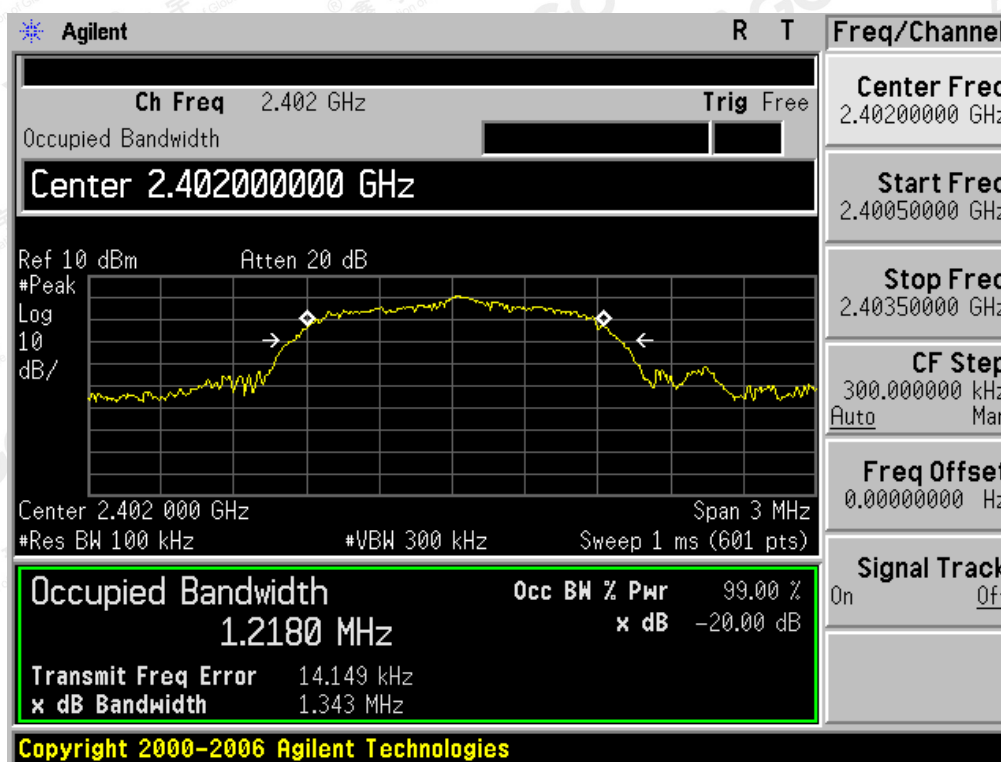 Agilent R T
Ch Freq 2.402 GHz Trig Free
Occupied Bandwidth
Center 2.402000000 GHz
Ref 10 dBm Atten 20 dB
#Peak
Log
10
dB/
Center 2.402 000 GHz Span 3 MHz
#Res BW 100 kHz #VBW 300 kHz Sweep 1 ms (601 pts)
Occupied Bandwidth Occ BW % Pwr 99.00 %
1.2180 MHz x dB -20.00 dB
Transmit Freq Error 14.149 kHz
x dB Bandwidth 1.343 MHz
Copyright 2000-2006 Agilent Technologies
Freq/Channel
Center Freq
2.40200000 GHz
Start Freq
2.40050000 GHz
Stop Freq
2.40350000 GHz
CF Step
300.000000 kHz
Auto Man
Freq Offset
0.00000000 Hz
Signal Track
On Off